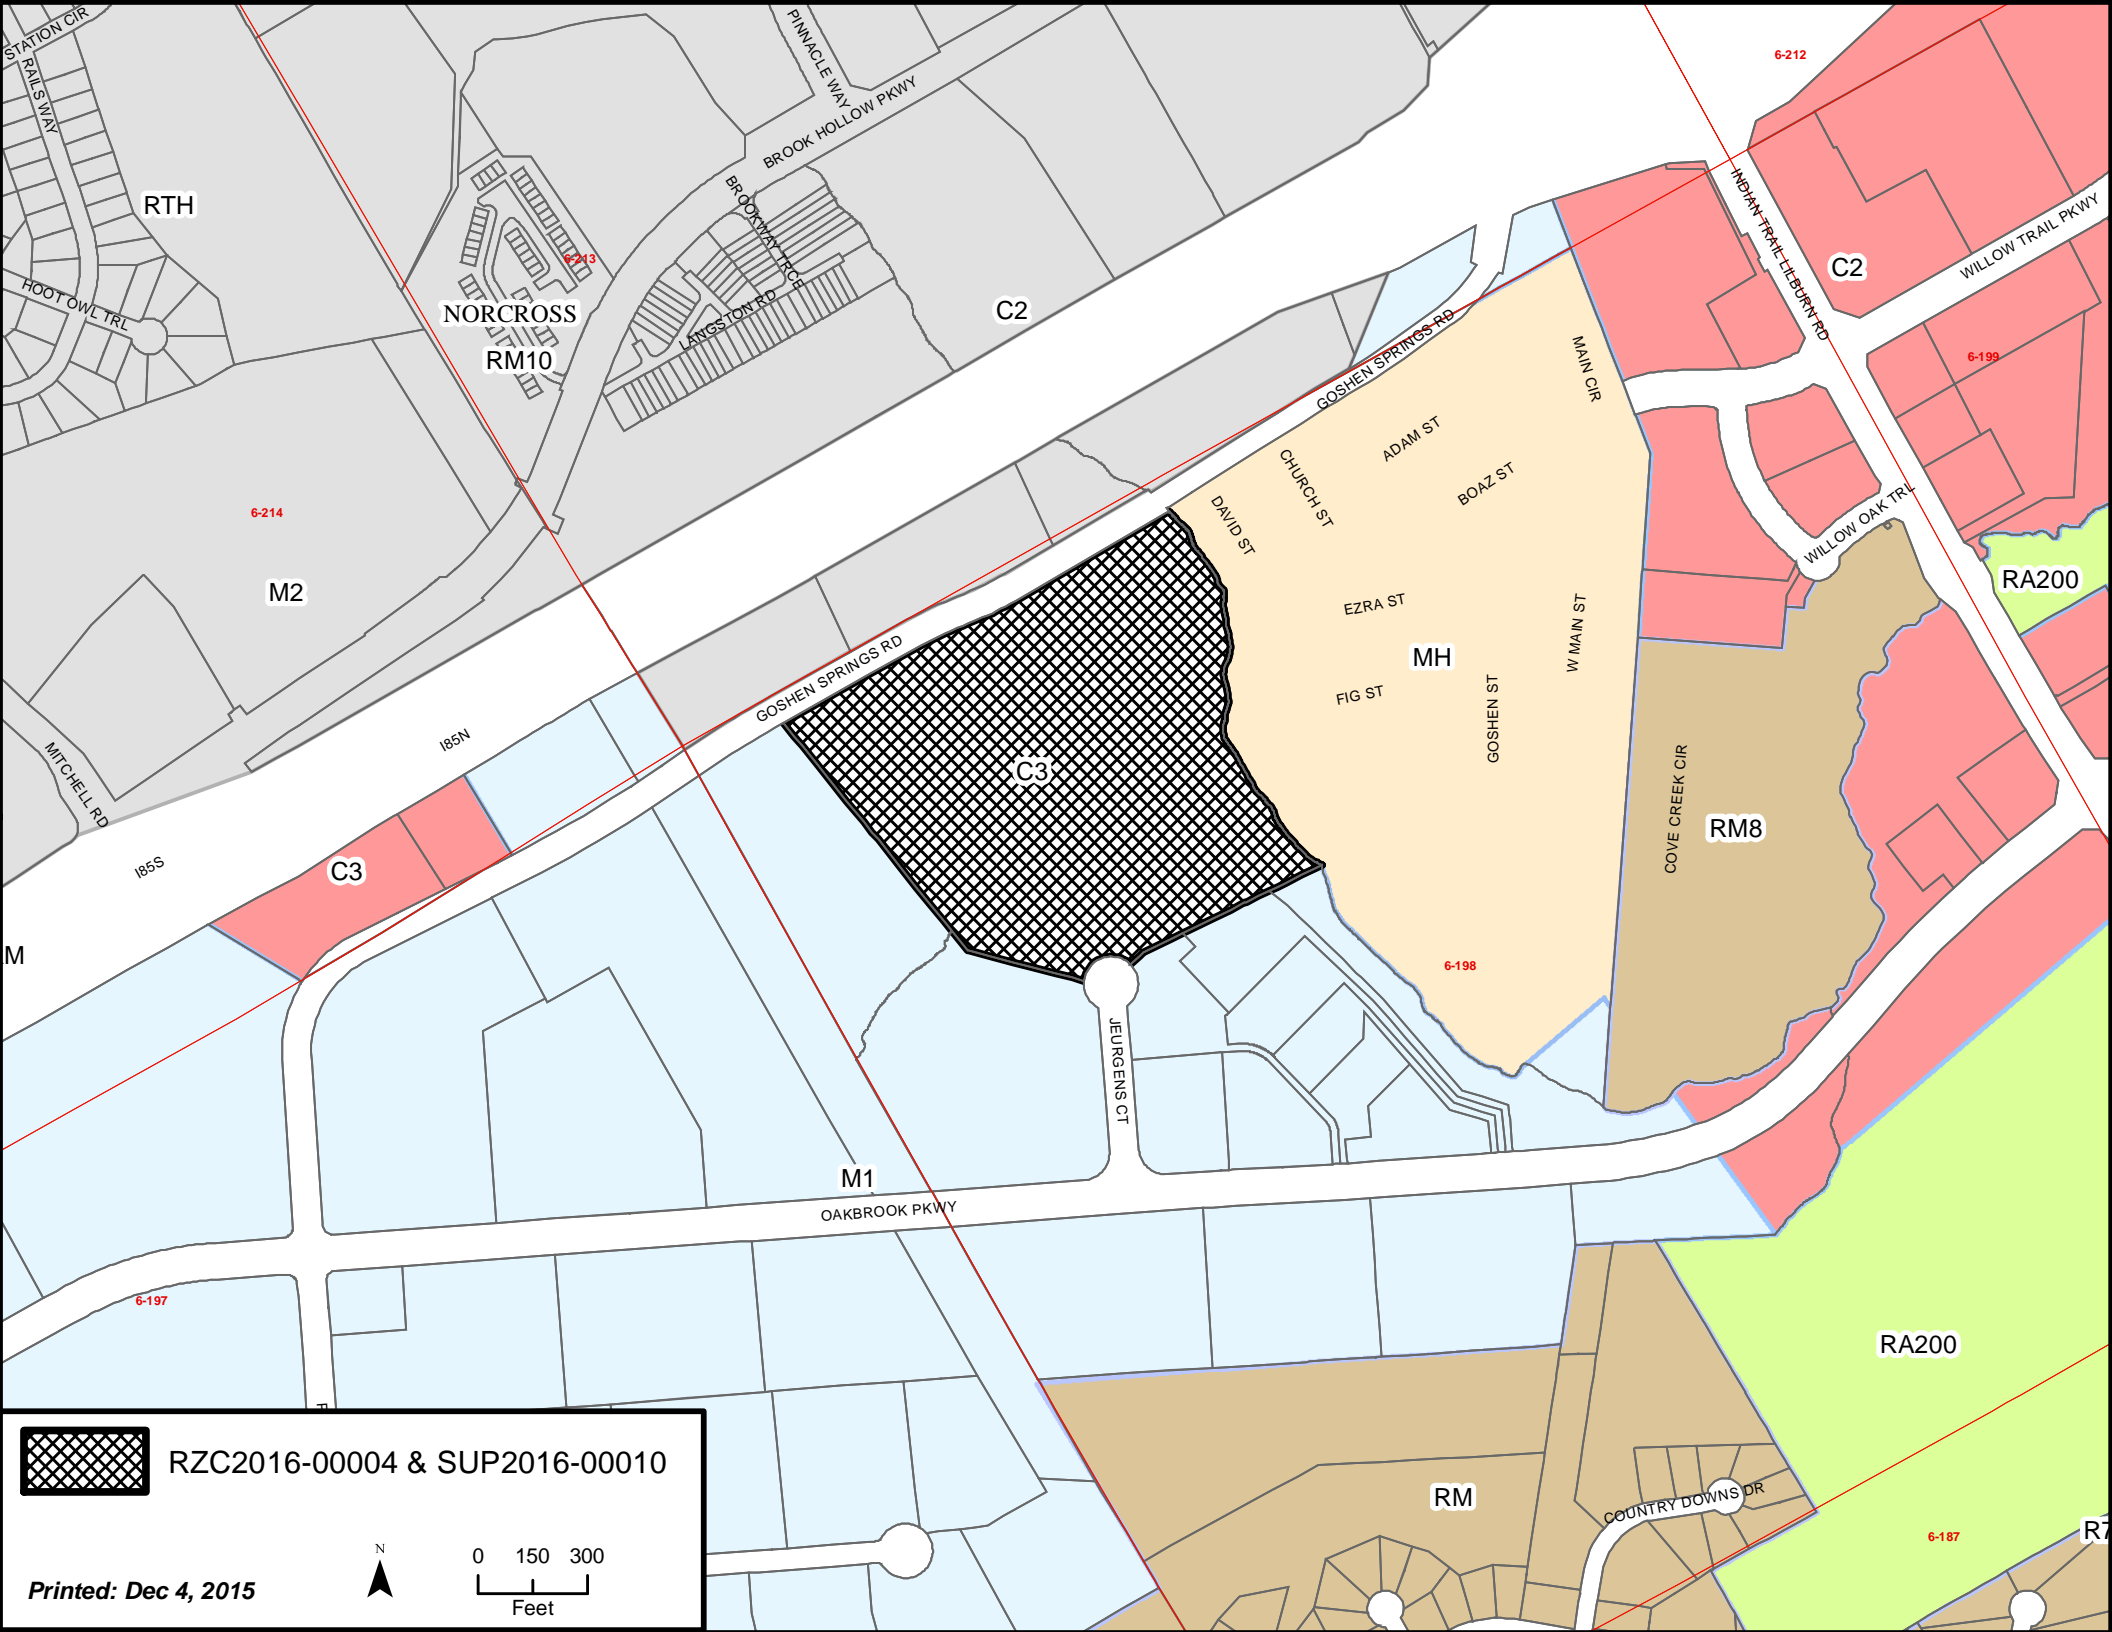 STATION CIR
RAILS WAY
PINNACLE WAY
6-212
BROOK HOLLOW PKWY
RTH
BROOKWAY TRCE
INDIAN TRAIL LILBURN RD
WILLOW TRAIL PKWY
6-213
C2
HOOT OWL TRL
NORCROSS
C2
LANGSTON RD
RM10
GOSHEN SPRINGS RD
MAIN CIR
6-199
ADAM ST
CHURCH ST
BOAZ ST
6-214
DAVID ST
WILLOW OAK TRL
M2
RA200
EZRA ST
W MAIN ST
MH
GOSHEN SPRINGS RD
FIG ST
GOSHEN ST
I85N
C3
MITCHELL RD
COVE CREEK CIR
RM8
I85S
C3
M
6-198
JEURGENS CT
M1
OAKBROOK PKWY
6-197
RA200
RZC2016-00004 & SUP2016-00010
RM
COUNTRY DOWNS DR
6-187
R7
N
0 150 300
Feet
Printed: Dec 4, 2015